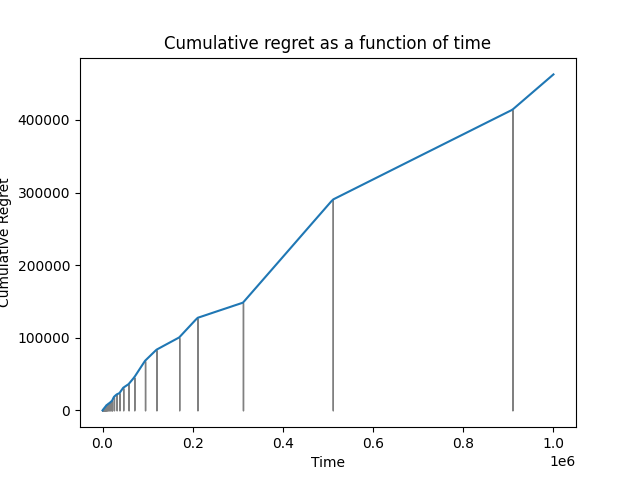 Cumulative regret as a function of time
Cumulative Regret
400000
300000
200000
100000
0
0.0 0.2 0.4 0.6 0.8 1.0
1e6
Time